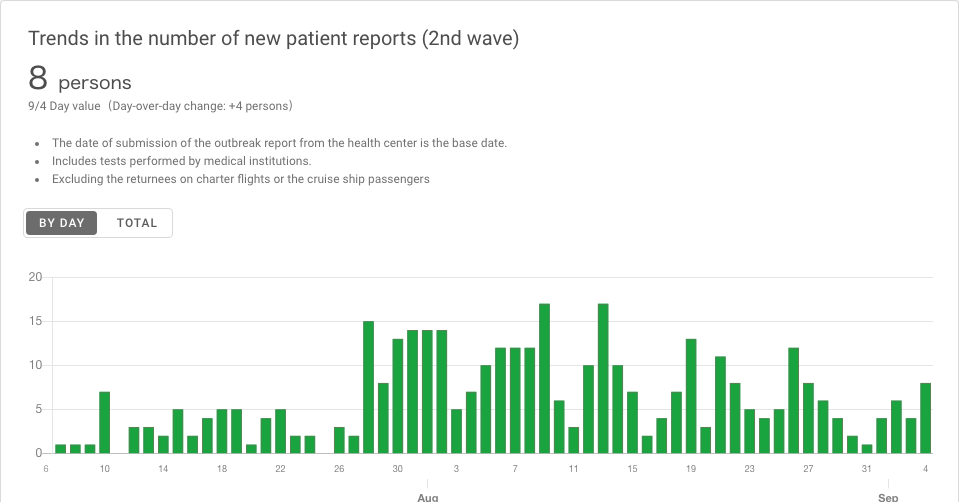 Trends in the number of new patient reports (2nd wave)
8 persons
9/4 Day value（Day-over-day change: +4 persons）
• The date of submission of the outbreak report from the health center is the base date.
• Includes tests performed by medical institutions.
• Excluding the returnees on charter flights or the cruise ship passengers
BY DAY TOTAL
20
15
10
5
0
6 10 14 18 22 26 30 3 7 11 15 19 23 27 31 4
Aug Sep